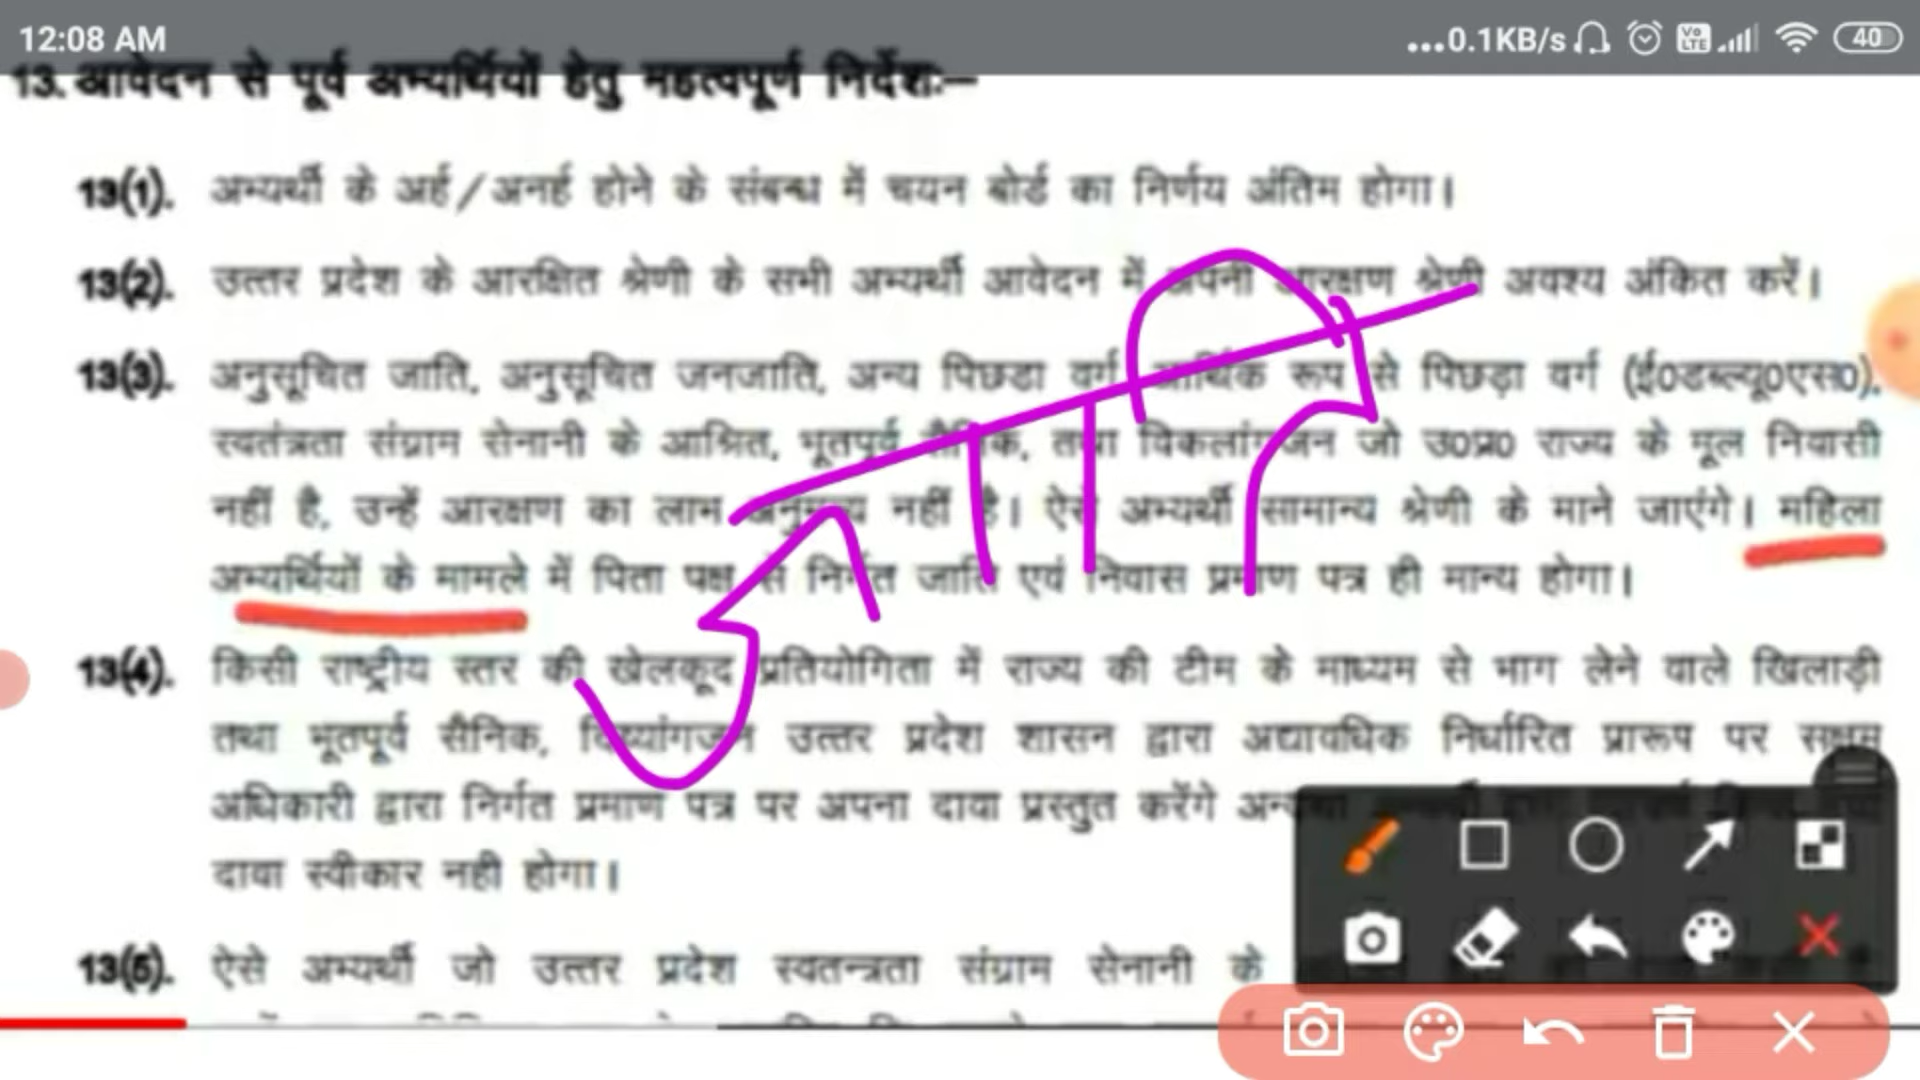 12:08 AM ...0.1KB/s Vo LTE 40
13. आवेदन से पूर्व अभ्यर्थियों हेतु महत्वपूर्ण निर्देशः—
13(1). अभ्यर्थी के अर्ह/अनर्ह होने के संबन्ध में चयन बोर्ड का निर्णय अंतिम होगा।
13(2). उत्तर प्रदेश के आरक्षित श्रेणी के सभी अभ्यर्थी आवेदन में अपनी आरक्षण श्रेणी अवश्य अंकित करें।
13(3). अनुसूचित जाति, अनुसूचित जनजाति, अन्य पिछडा वर्ग आर्थिक रूप से पिछड़ा वर्ग (ई0डब्ल्यू0एस0),
स्वतंत्रता संग्राम सेनानी के आश्रित, भूतपूर्व सैनिक, तथा विकलांगजन जो उ0प्र0 राज्य के मूल निवासी
नहीं है, उन्हें आरक्षण का लाभ अनुमन्य नहीं है। ऐसे अभ्यर्थी सामान्य श्रेणी के माने जाएंगे। महिला
अभ्यर्थियों के मामले में पिता पक्ष से निर्गत जाति एवं निवास प्रमाण पत्र ही मान्य होगा।
13(4). किसी राष्ट्रीय स्तर की खेलकूद प्रतियोगिता में राज्य की टीम के माध्यम से भाग लेने वाले खिलाड़ी
तथा भूतपूर्व सैनिक, दिव्यांगजन उत्तर प्रदेश शासन द्वारा अद्यावधिक निर्धारित प्रारूप पर सक्षम
अधिकारी द्वारा निर्गत प्रमाण पत्र पर अपना दावा प्रस्तुत करेंगे
दावा स्वीकार नही होगा।
13(5). ऐसे अभ्यर्थी जो उत्तर प्रदेश स्वतन्त्रता संग्राम सेनानी के